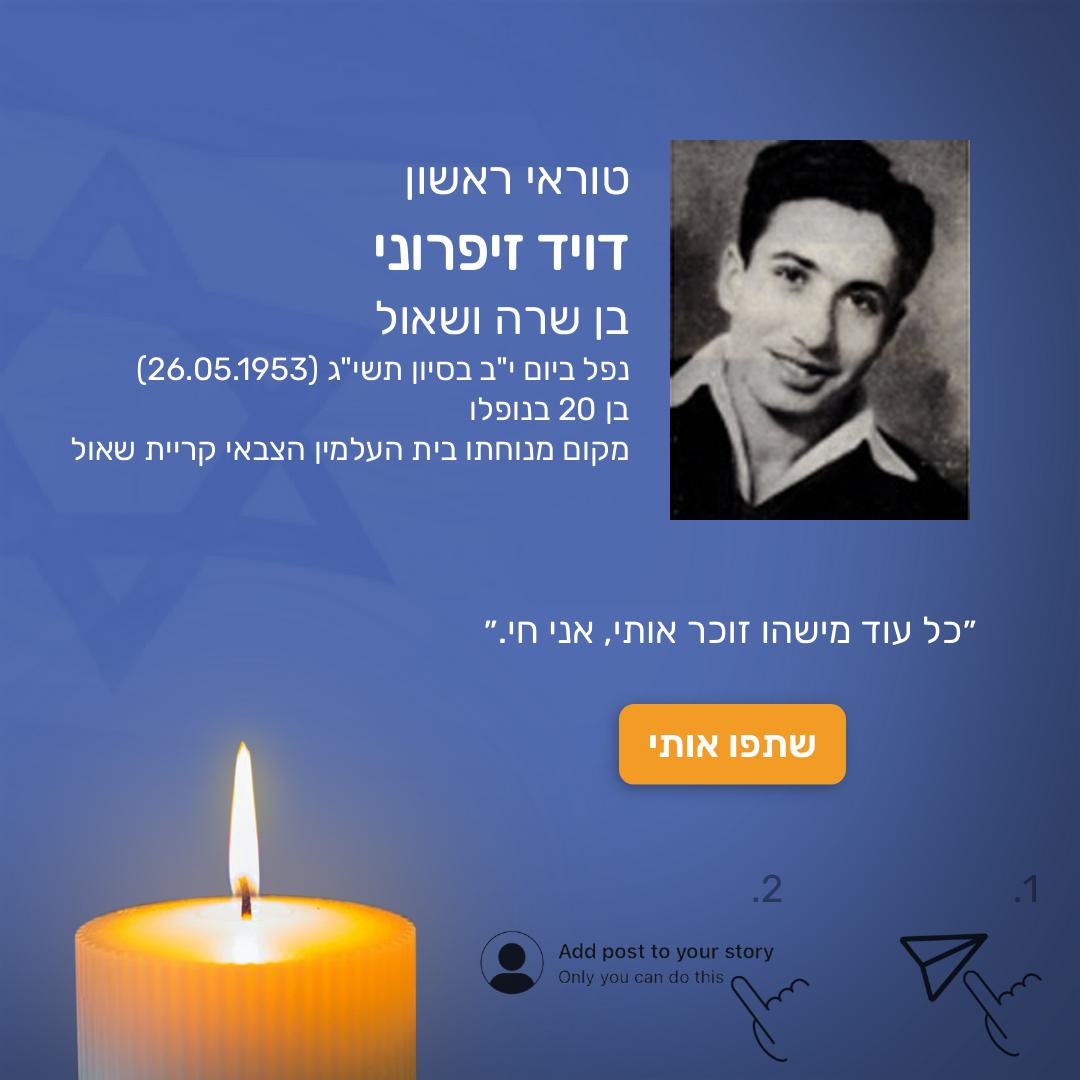 טוראי ראשון
דויד זיפרוני
בן שרה ושאול
נפל ביום י"ב בסיון תשי"ג (26.05.1953)
בן 20 בנופלו
מקום מנוחתו בית העלמין הצבאי קריית שאול
״כל עוד מישהו זוכר אותי, אני חי.״
שתפו אותי
1.
2.
Add post to your story
Only you can do this